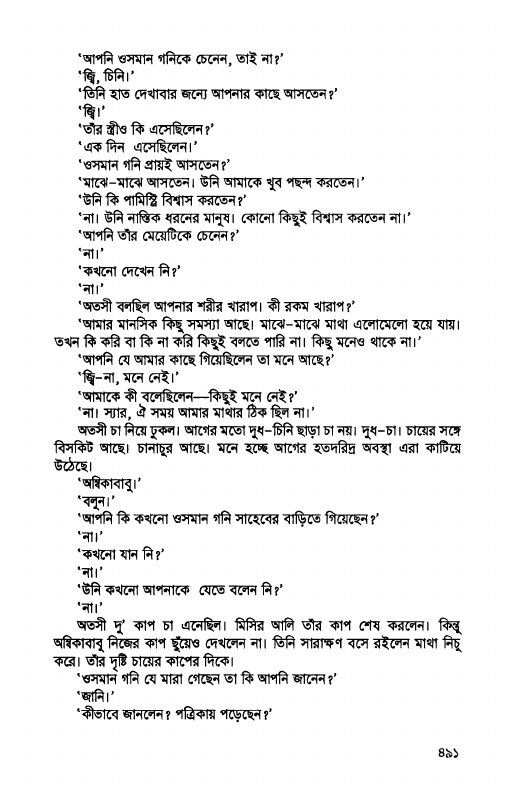 ‘আপনি ওসমান গনিকে চেনেন, তাই না?’
‘জ্বি, চিনি।’
‘তিনি হাত দেখাবার জন্যে আপনার কাছে আসতেন?’
‘জ্বি।’
‘তাঁর স্ত্রীও কি এসেছিলেন?’
‘এক দিন এসেছিলেন।’
‘ওসমান গনি প্রায়ই আসতেন?’
‘মাঝে-মাঝে আসতেন। উনি আমাকে খুব পছন্দ করতেন।’
‘উনি কি পামিস্ট্রি বিশ্বাস করতেন?’
‘না। উনি নাস্তিক ধরনের মানুষ। কোনো কিছুই বিশ্বাস করতেন না।’
‘আপনি তাঁর মেয়েটিকে চেনেন?’
‘না।’
‘কখনো দেখেন নি?’
‘না।’
‘অতসী বলছিল আপনার শরীর খারাপ। কী রকম খারাপ?’
‘আমার মানসিক কিছু সমস্যা আছে। মাঝে-মাঝে মাথা এলোমেলো হয়ে যায়।
তখন কি করি বা কি না করি কিছুই বলতে পারি না। কিছু মনেও থাকে না।’
‘আপনি যে আমার কাছে গিয়েছিলেন তা মনে আছে?’
‘জ্বি-না, মনে নেই।’
‘আমাকে কী বলেছিলেন—কিছুই মনে নেই?’
‘না। স্যার, ঐ সময় আমার মাথার ঠিক ছিল না।’
অতসী চা নিয়ে ঢুকল। আগের মতো দুধ-চিনি ছাড়া চা নয়। দুধ-চা। চায়ের সঙ্গে
বিসকিট আছে। চানাচুর আছে। মনে হচ্ছে আগের হতদরিদ্র অবস্থা এরা কাটিয়ে
উঠেছে।
‘অম্বিকাবাবু।’
‘বলুন।’
‘আপনি কি কখনো ওসমান গনি সাহেবের বাড়িতে গিয়েছেন?’
‘না।’
‘কখনো যান নি?’
‘না।’
‘উনি কখনো আপনাকে যেতে বলেন নি?’
‘না।’
অতসী দু’ কাপ চা এনেছিল। মিসির আলি তাঁর কাপ শেষ করলেন। কিন্তু
অম্বিকাবাবু নিজের কাপ ছুঁয়েও দেখলেন না। তিনি সারাক্ষণ বসে রইলেন মাথা নিচু
করে। তাঁর দৃষ্টি চায়ের কাপের দিকে।
‘ওসমান গনি যে মারা গেছেন তা কি আপনি জানেন?’
‘জানি।’
‘কীভাবে জানলেন? পত্রিকায় পড়েছেন?’
৪৯১